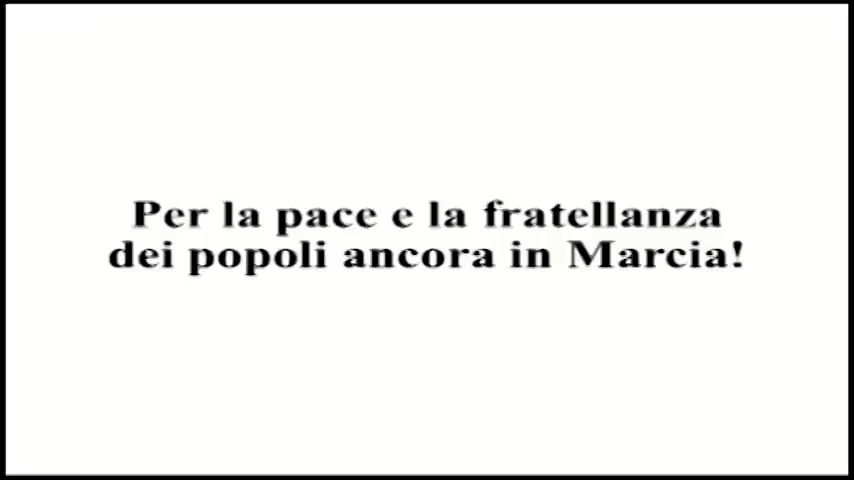 Per la pace e la fratellanza
dei popoli ancora in Marcia!